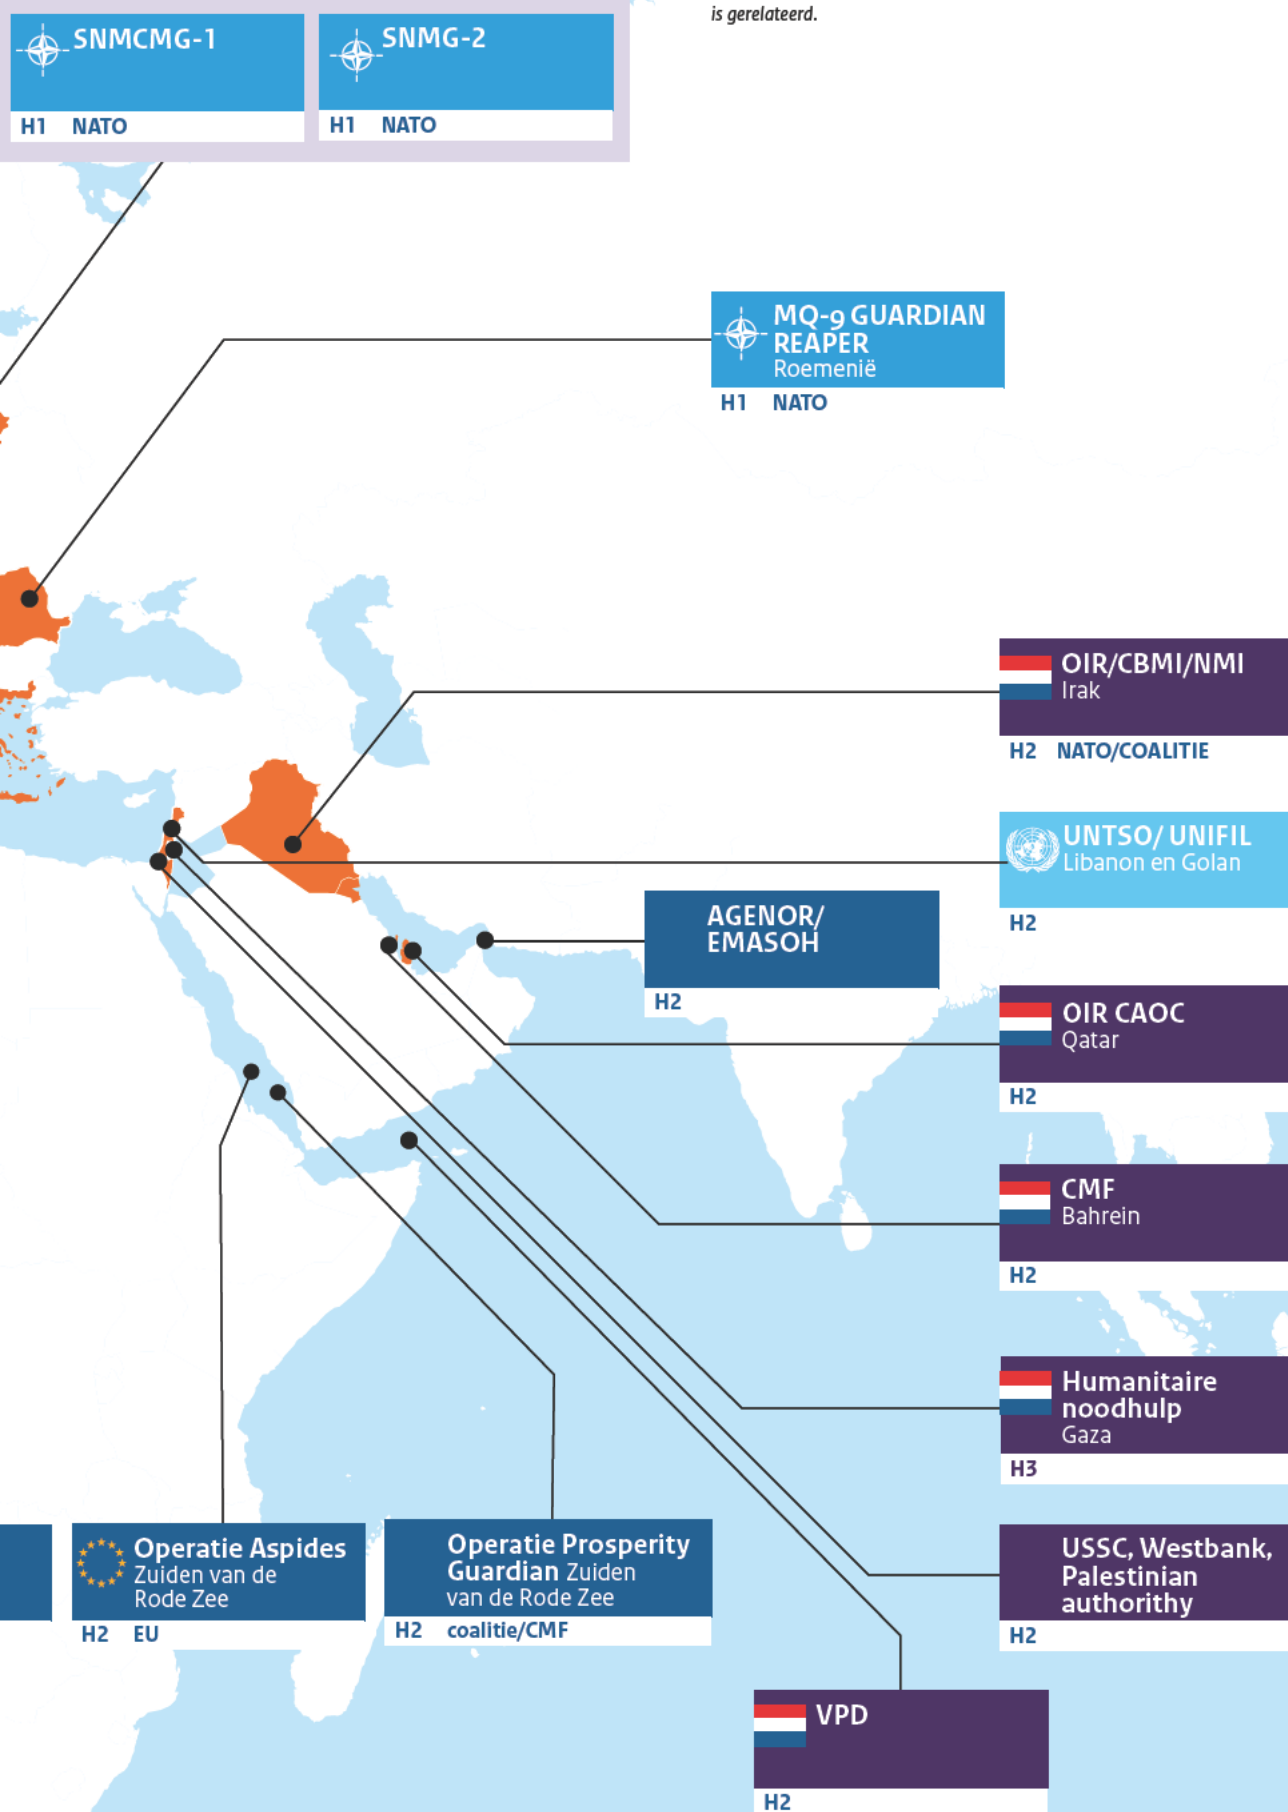 is gerelateerd.
SNMCMG-1
H1 NATO
SNMG-2
H1 NATO
MQ-9 GUARDIAN
REAPER
Roemenië
H1 NATO
OIR/CBMI/NMI
Irak
H2 NATO/COALITIE
UNTSO/ UNIFIL
Libanon en Golan
H2
AGENOR/
EMASOH
H2
OIR CAOC
Qatar
H2
CMF
Bahrein
H2
Humanitaire
noodhulp
Gaza
H3
Operatie Aspides
Zuiden van de
Rode Zee
H2 EU
Operatie Prosperity
Guardian Zuiden
van de Rode Zee
H2 coalitie/CMF
USSC, Westbank,
Palestinian
authorithy
H2
VPD
H2